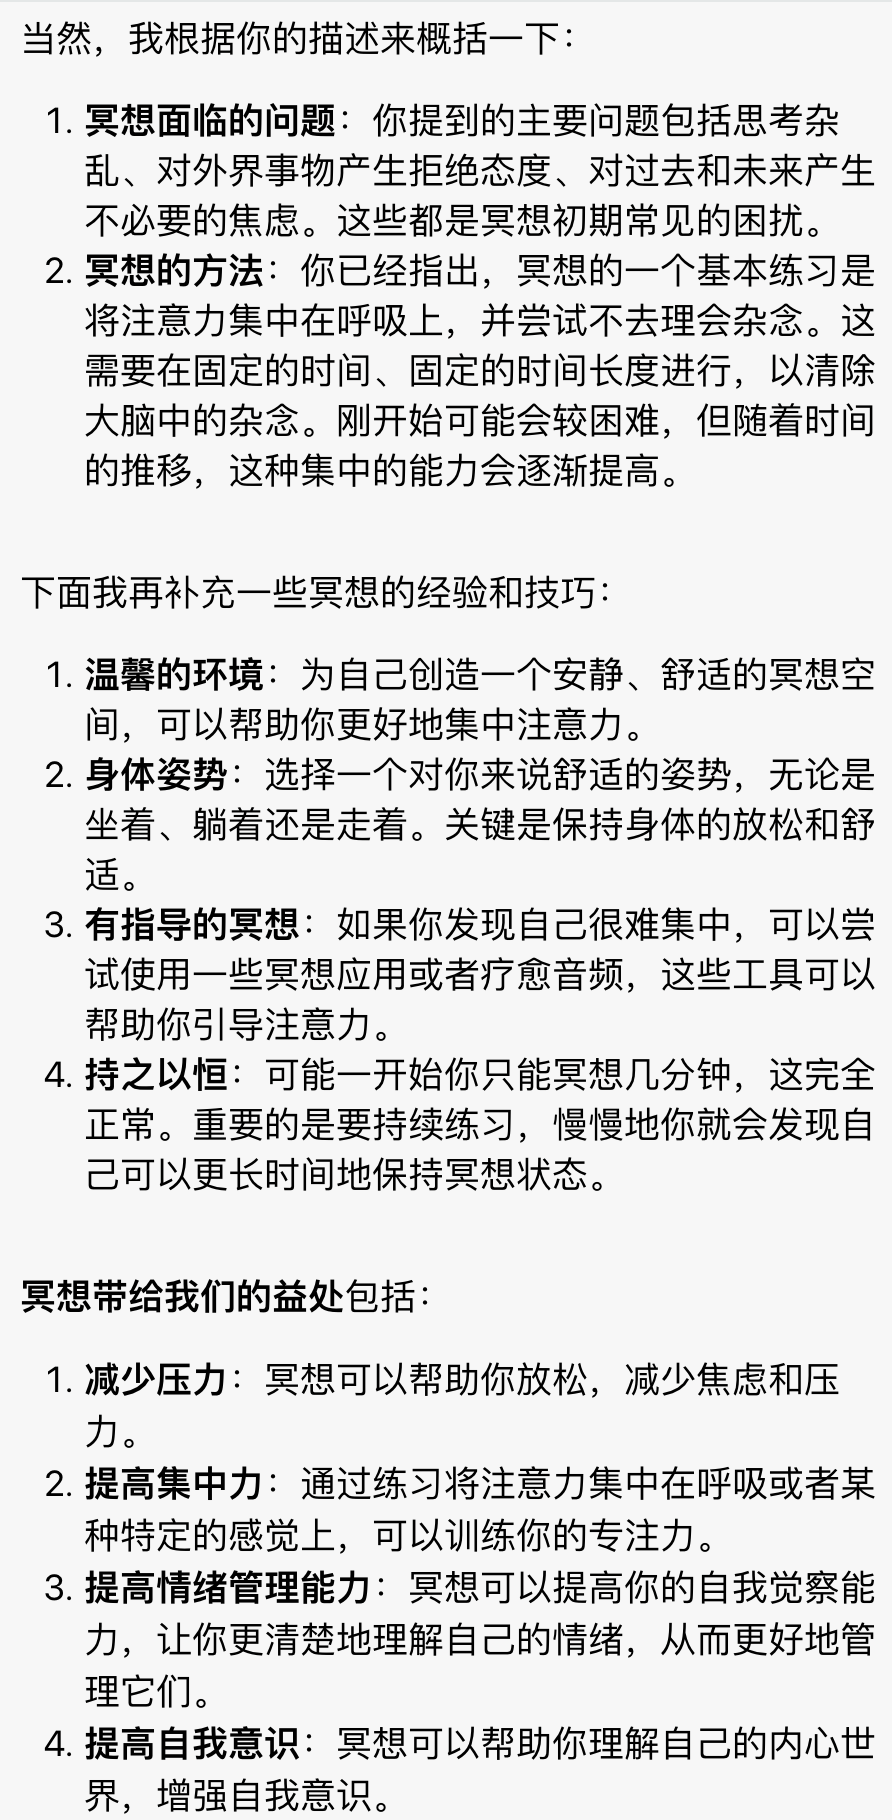 当然，我根据你的描述来概括一下：
1. 冥想面临的问题：你提到的主要问题包括思考杂
乱、对外界事物产生拒绝态度、对过去和未来产生
不必要的焦虑。这些都是冥想初期常见的困扰。
2. 冥想的方法：你已经指出，冥想的一个基本练习是
将注意力集中在呼吸上，并尝试不去理会杂念。这
需要在固定的时间、固定的时间长度进行，以清除
大脑中的杂念。刚开始可能会较困难，但随着时间
的推移，这种集中的能力会逐渐提高。
下面我再补充一些冥想的经验和技巧：
1. 温馨的环境：为自己创造一个安静、舒适的冥想空
间，可以帮助你更好地集中注意力。
2. 身体姿势：选择一个对你来说舒适的姿势，无论是
坐着、躺着还是走着。关键是保持身体的放松和舒
适。
3. 有指导的冥想：如果你发现自己很难集中，可以尝
试使用一些冥想应用或者疗愈音频，这些工具可以
帮助你引导注意力。
4. 持之以恒：可能一开始你只能冥想几分钟，这完全
正常。重要的是要持续练习，慢慢地你就会发现自
己可以更长时间地保持冥想状态。
冥想带给我们的益处包括：
1. 减少压力：冥想可以帮助你放松，减少焦虑和压
力。
2. 提高集中力：通过练习将注意力集中在呼吸或者某
种特定的感觉上，可以训练你的专注力。
3. 提高情绪管理能力：冥想可以提高你的自我觉察能
力，让你更清楚地理解自己的情绪，从而更好地管
理它们。
4. 提高自我意识：冥想可以帮助你理解自己的内心世
界，增强自我意识。